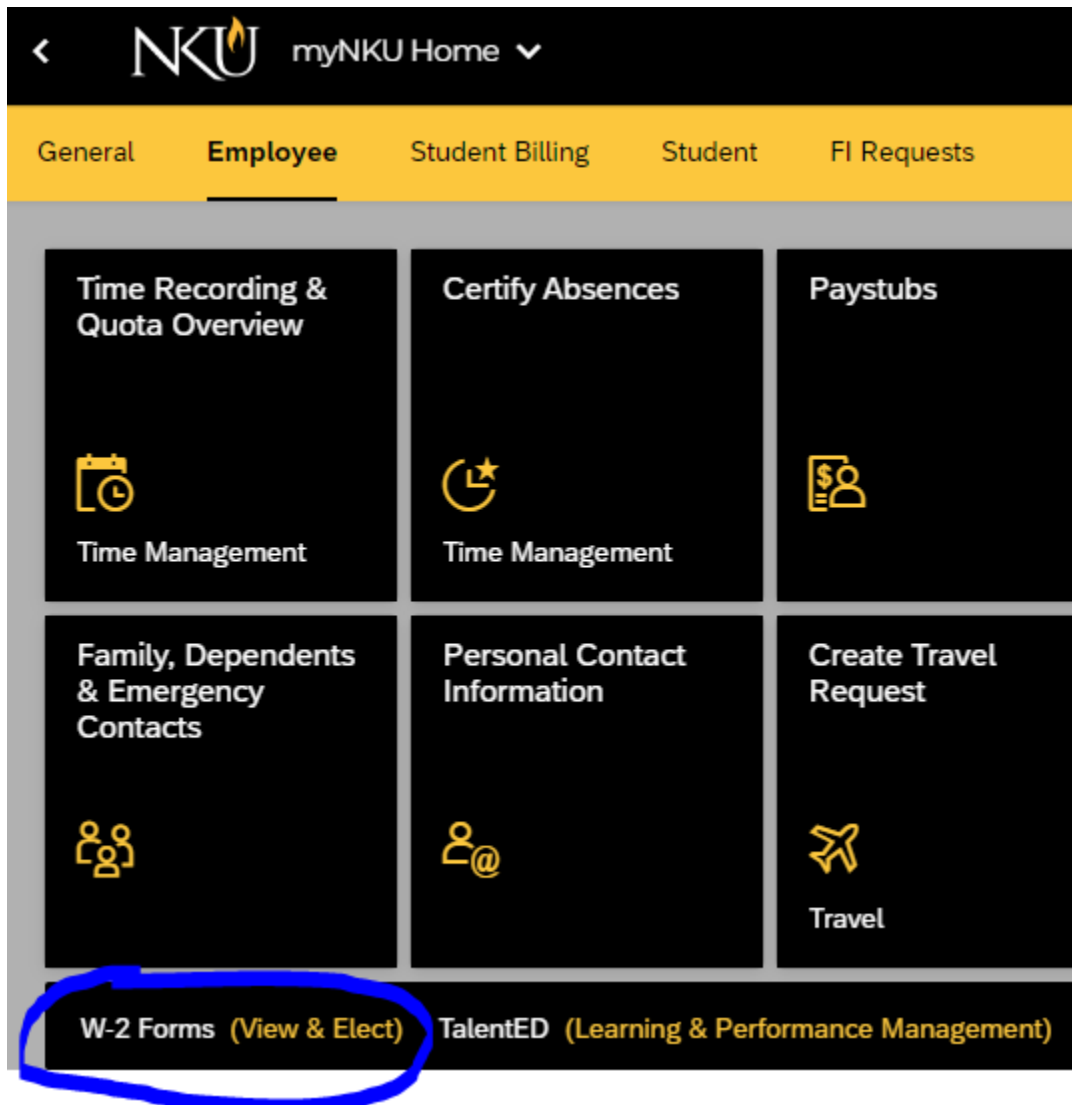 NKU myNKU Home
General Employee Student Billing Student FI Requests
Time Recording &
Quota Overview
Time Management
Certify Absences
Time Management
Paystubs
Family, Dependents
& Emergency
Contacts
Personal Contact
Information
Create Travel
Request
Travel
W-2 Forms (View & Elect) TalentED (Learning & Performance Management)